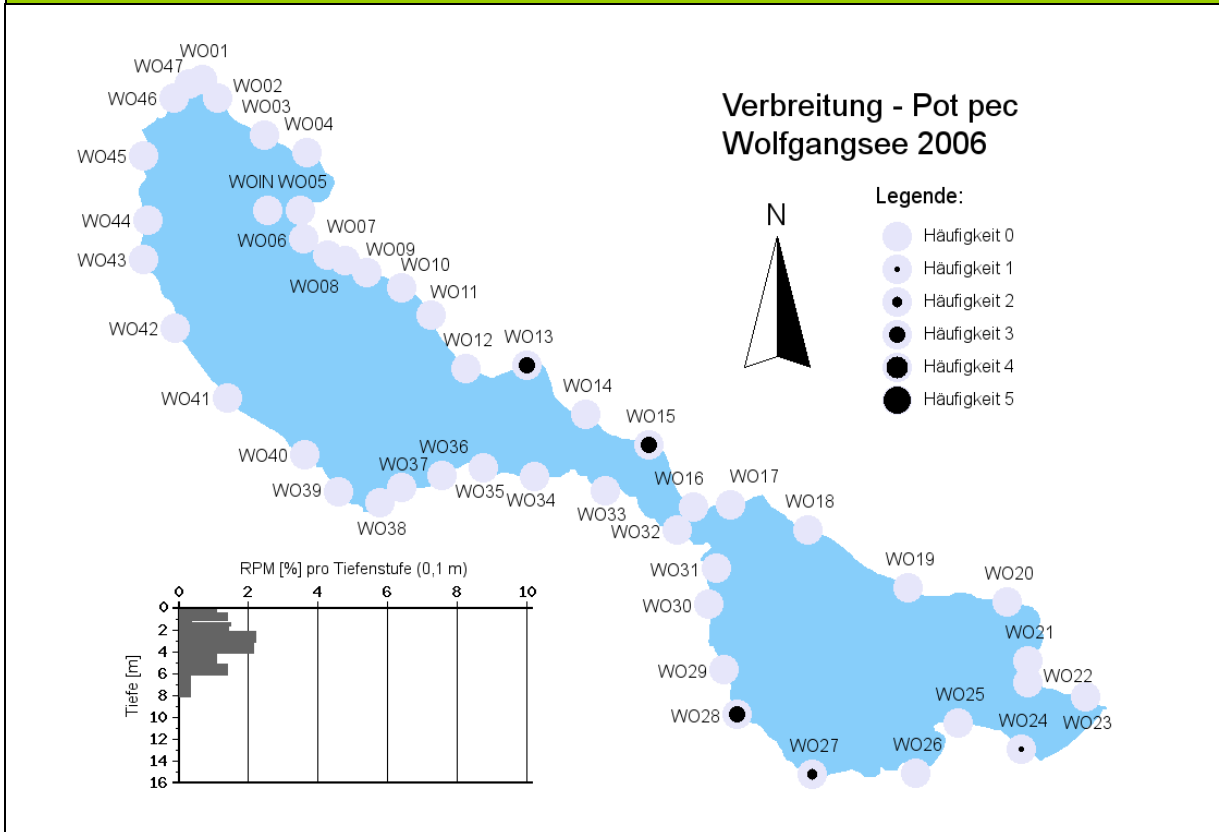 Verbreitung - Pot pec
Wolfgangsee 2006
Legende:
Häufigkeit 0
Häufigkeit 1
Häufigkeit 2
Häufigkeit 3
Häufigkeit 4
Häufigkeit 5
N
WO01
WO47
WO02
WO46
WO03
WO04
WO45
WOIN
WO05
WO44
WO06
WO07
WO43
WO09
WO08
WO10
WO11
WO42
WO12
WO13
WO41
WO14
WO15
WO40
WO36
WO37
WO39
WO35
WO34
WO38
WO33
WO16
WO17
WO32
WO18
WO31
WO19
WO20
WO30
WO21
WO29
WO22
WO28
WO25
WO24
WO23
WO27
WO26
RPM [%] pro Tiefenstufe (0,1 m)
0 2 4 6 8 10
Tiefe [m]
0
2
4
6
8
10
12
14
16